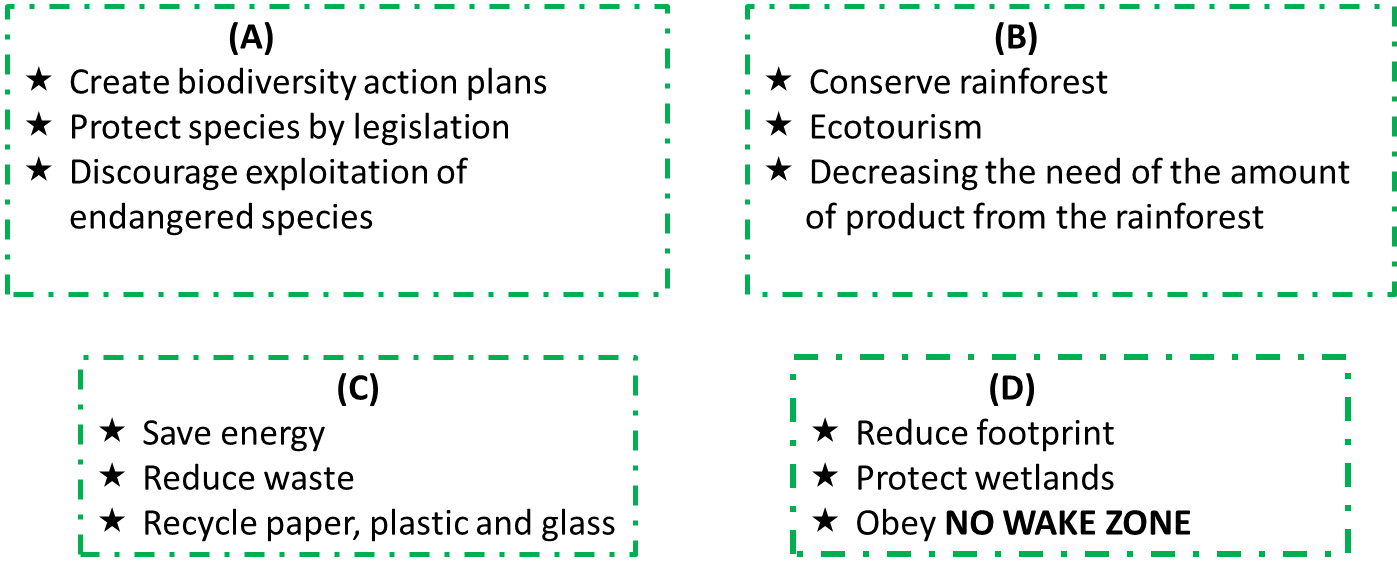 (A)
★ Create biodiversity action plans
★ Protect species by legislation
★ Discourage exploitation of
endangered species
(B)
★ Conserve rainforest
★ Ecotourism
★ Decreasing the need of the amount
of product from the rainforest
(C)
★ Save energy
★ Reduce waste
★ Recycle paper, plastic and glass
(D)
★ Reduce footprint
★ Protect wetlands
★ Obey NO WAKE ZONE